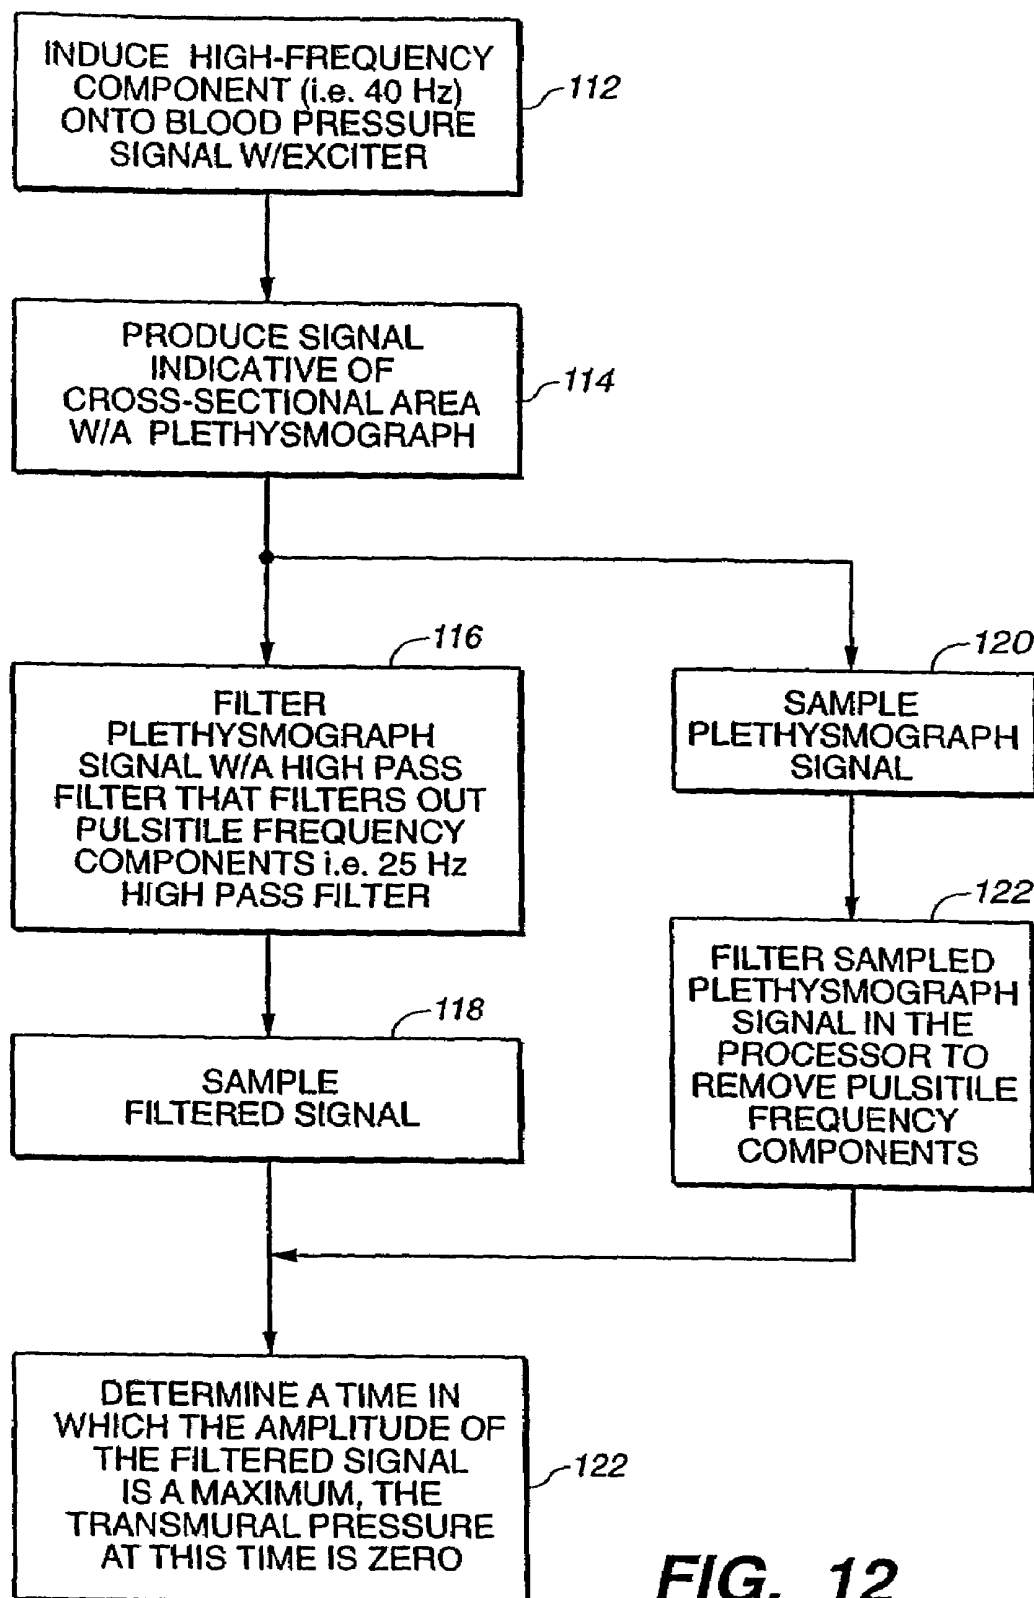 INDUCE HIGH-FREQUENCY
COMPONENT (i.e. 40 Hz)
ONTO BLOOD PRESSURE
SIGNAL W/EXCITER
112
PRODUCE SIGNAL
INDICATIVE OF
CROSS-SECTIONAL AREA
W/A PLETHYSMOGRAPH
114
116
FILTER
PLETHYSMOGRAPH
SIGNAL W/A HIGH PASS
FILTER THAT FILTERS OUT
PULSITILE FREQUENCY
COMPONENTS i.e. 25 Hz
HIGH PASS FILTER
120
SAMPLE
PLETHYSMOGRAPH
SIGNAL
118
SAMPLE
FILTERED SIGNAL
122
FILTER SAMPLED
PLETHYSMOGRAPH
SIGNAL IN THE
PROCESSOR TO
REMOVE PULSITILE
FREQUENCY
COMPONENTS
DETERMINE A TIME IN
WHICH THE AMPLITUDE OF
THE FILTERED SIGNAL
IS A MAXIMUM, THE
TRANSMURAL PRESSURE
AT THIS TIME IS ZERO
122
FIG. 12